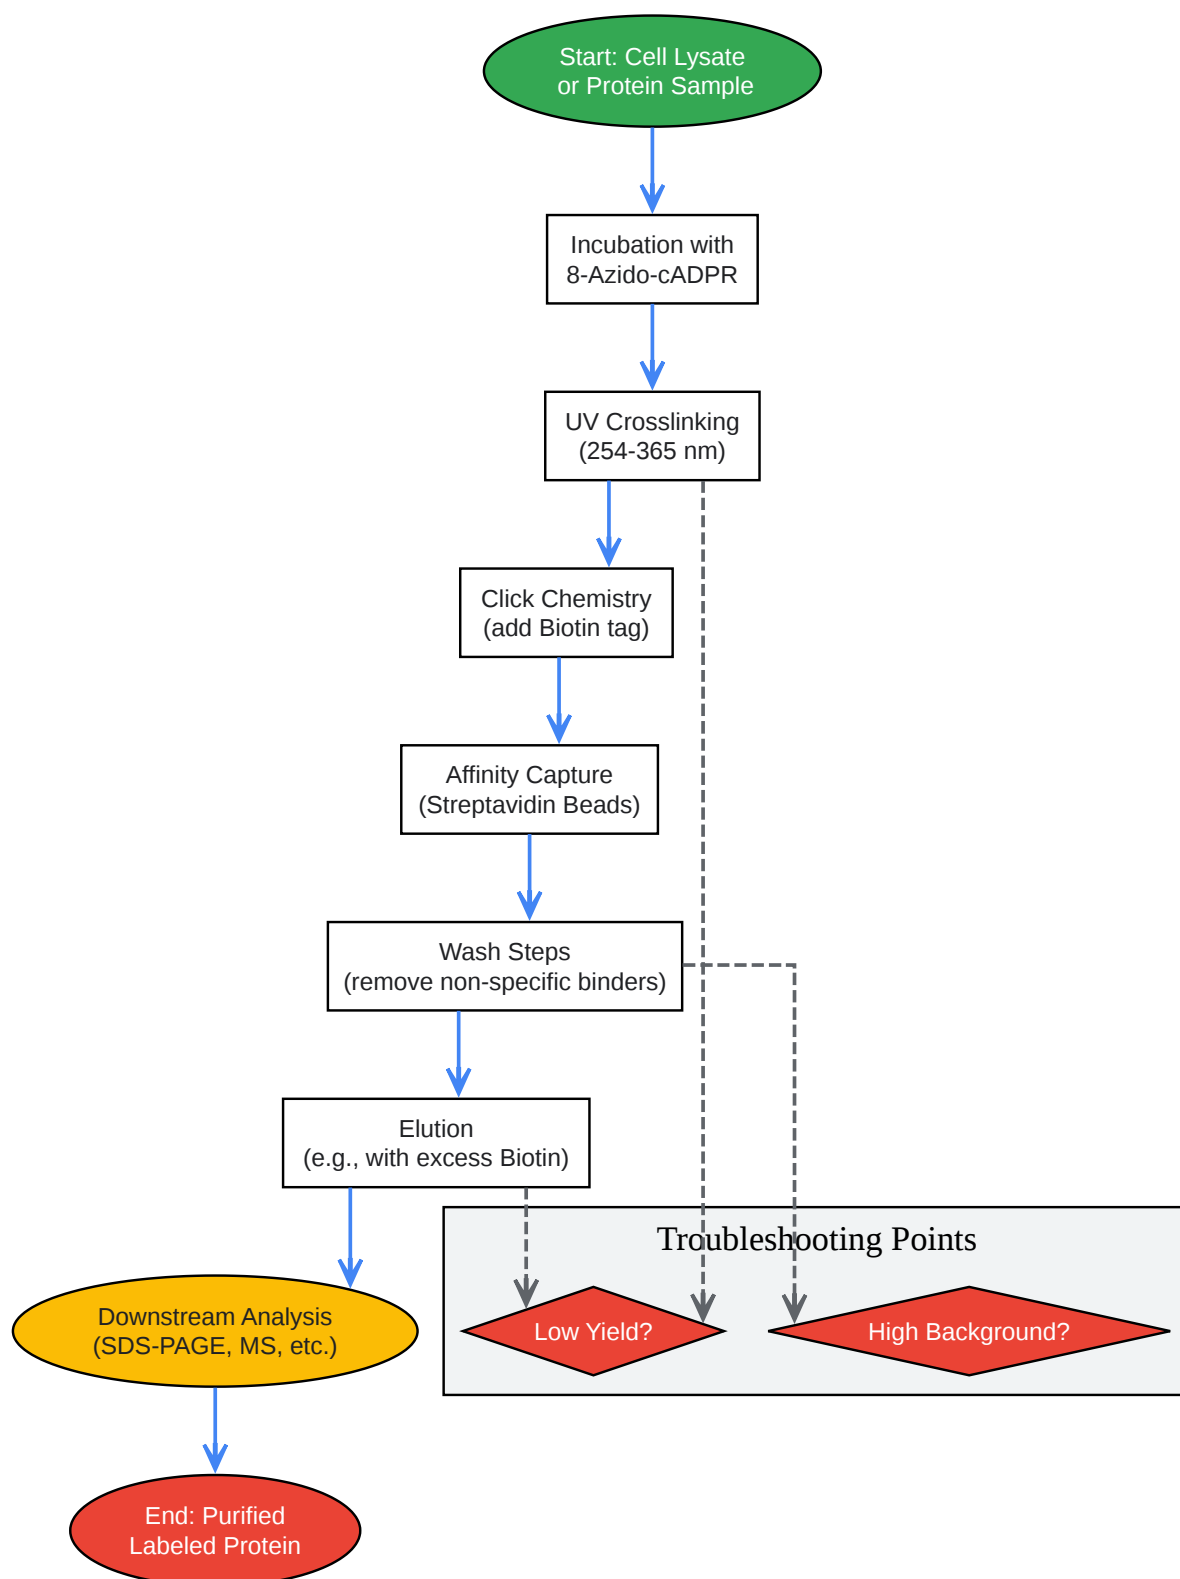 Start: Cell Lysate
or Protein Sample
Incubation with
8-Azido-cADPR
UV Crosslinking
(254-365 nm)
Click Chemistry
(add Biotin tag)
Affinity Capture
(Streptavidin Beads)
Wash Steps
(remove non-specific binders)
Elution
(e.g., with excess Biotin)
Troubleshooting Points
Downstream Analysis
(SDS-PAGE, MS, etc.)
Low Yield?
High Background?
End: Purified
Labeled Protein